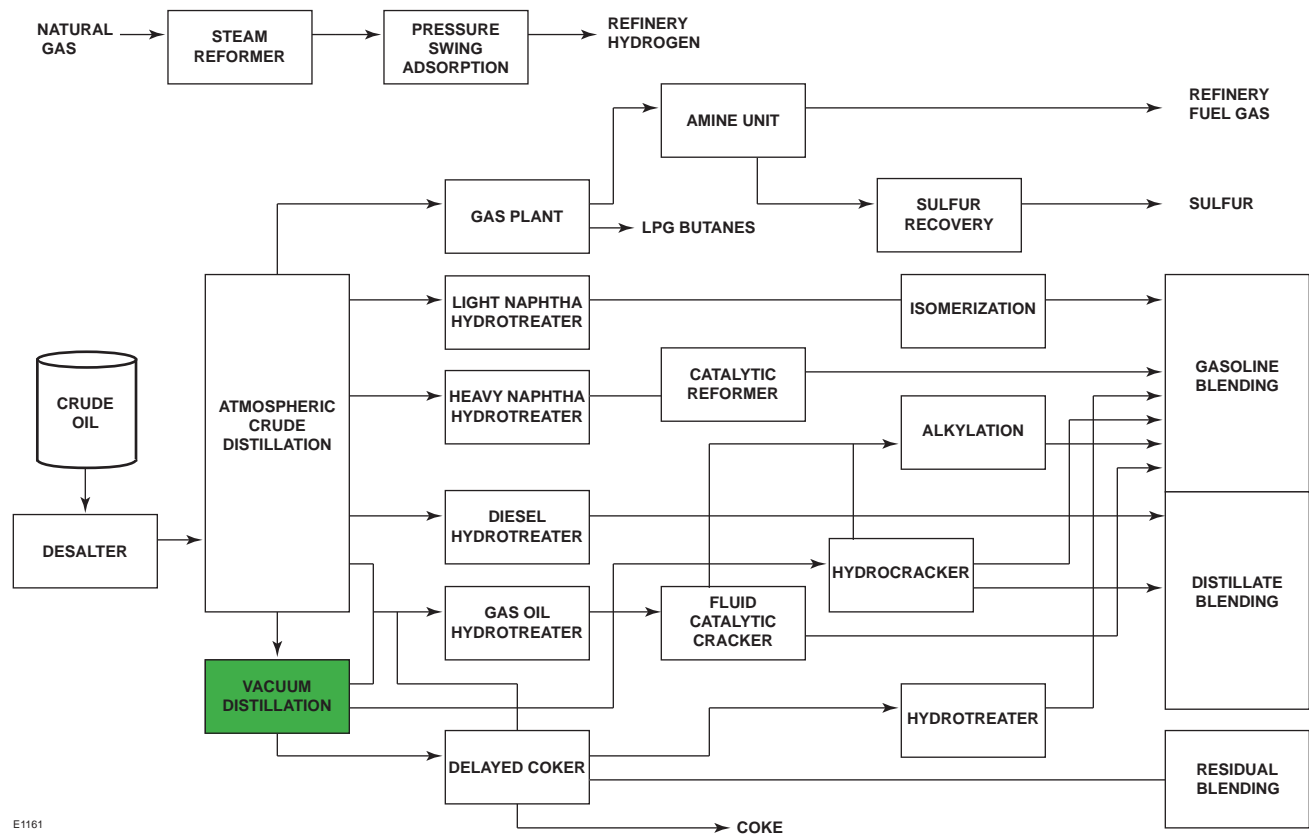 NATURAL
GAS
STEAM
REFORMER
PRESSURE
SWING
ADSORPTION
REFINERY
HYDROGEN
AMINE UNIT
REFINERY
FUEL GAS
GAS PLANT
LPG BUTANES
SULFUR
RECOVERY
SULFUR
LIGHT NAPHTHA
HYDROTREATER
ISOMERIZATION
CRUDE
OIL
ATMOSPHERIC
CRUDE
DISTILLATION
HEAVY NAPHTHA
HYDROTREATER
CATALYTIC
REFORMER
ALKYLATION
GASOLINE
BLENDING
DESALTER
DIESEL
HYDROTREATER
HYDROCRACKER
DISTILLATE
BLENDING
GAS OIL
HYDROTREATER
FLUID
CATALYTIC
CRACKER
VACUUM
DISTILLATION
HYDROTREATER
DELAYED COKER
RESIDUAL
BLENDING
COKE
E1161